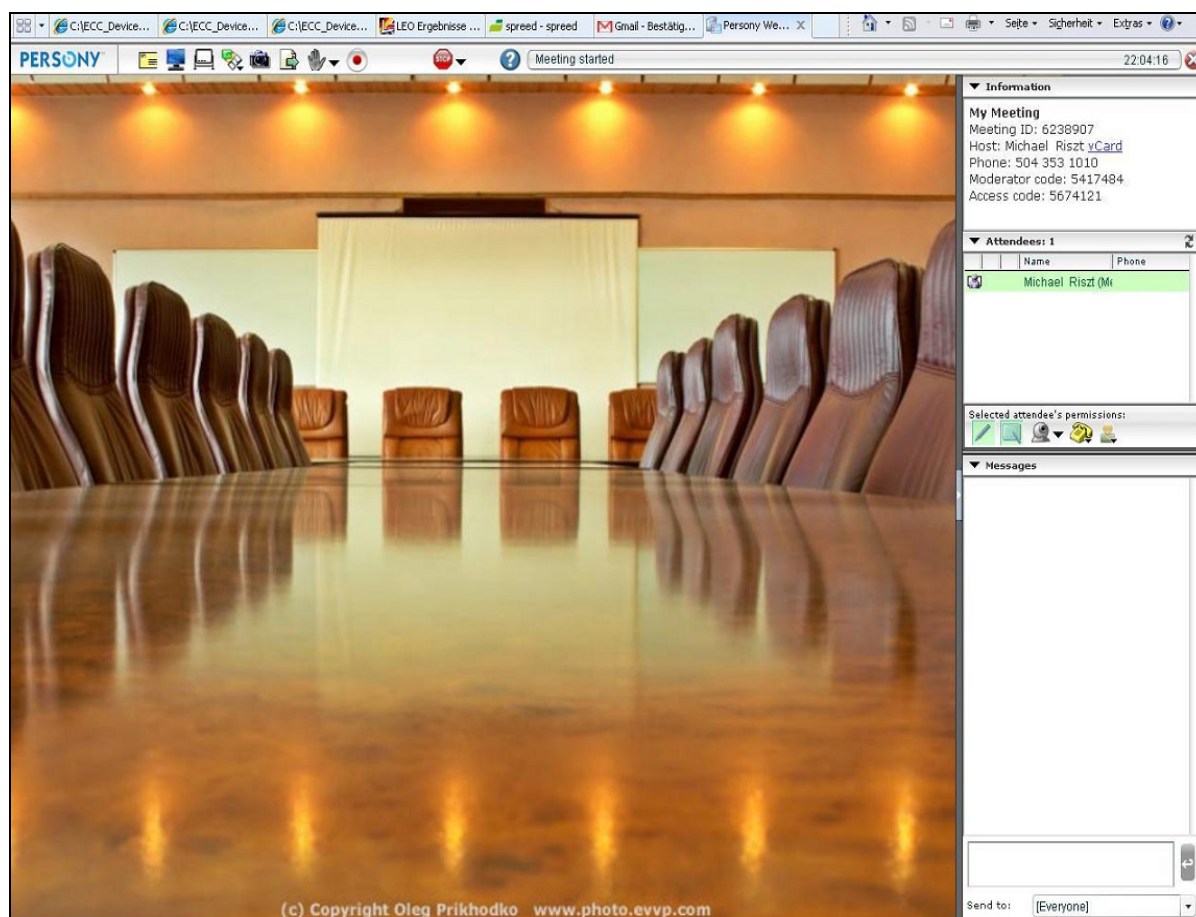 C:\ECC_Device... C:\ECC_Device... C:\ECC_Device... LEO Ergebnisse ... spreed - spreed Gmail - Bestätig... Persony We... X Seite Sicherheit Extras
PERSONY STOP Meeting started 22:04:16
Information
My Meeting
Meeting ID: 6238907
Host: Michael Riszt vCard
Phone: 504 353 1010
Moderator code: 5417484
Access code: 5674121
Attendees: 1
Name Phone
Michael Riszt (Me
Selected attendee's permissions:
Messages
Send to: [Everyone]
(c) Copyright Oleg Prikhodko www.photo.evvp.com